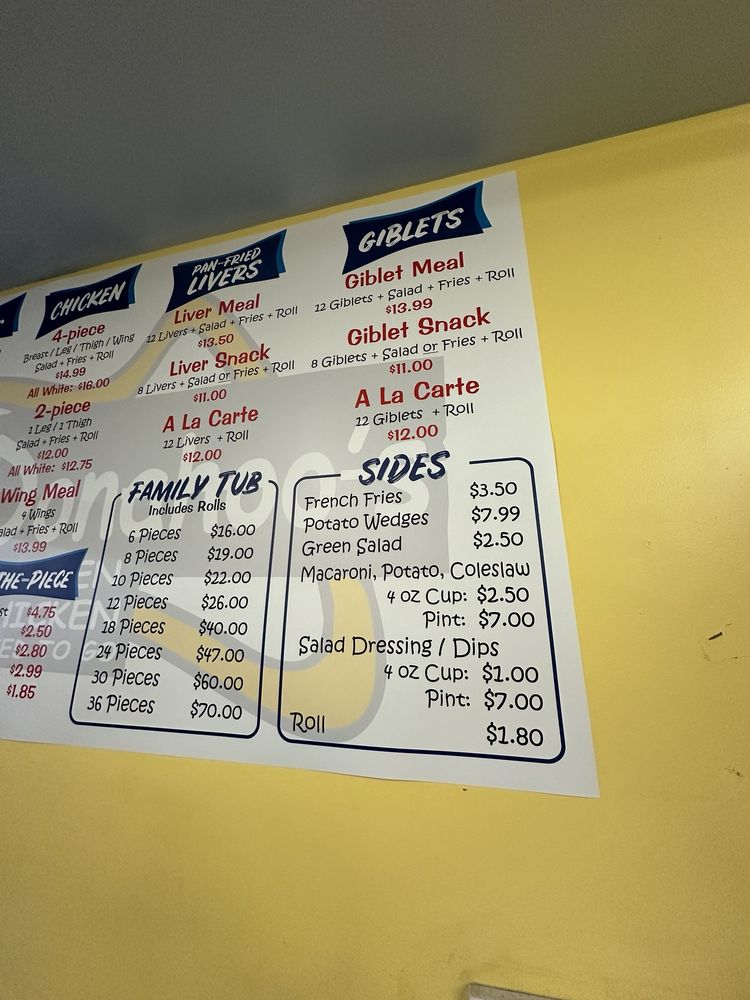 CHICKEN
4-piece
Breast / Leg / Thigh / Wing
Salad + Fries + Roll
$14.99
All White: $16.00
2-piece
1 Leg / 1 Thigh
Salad + Fries + Roll
$12.00
All White: $12.75
Wing Meal
4 Wings
alad + Fries + Roll
$13.99
THE-PIECE
st $4.75
$2.50
$2.80
$2.99
$1.85
PAN-FRIED
LIVERS
Liver Meal
12 Livers + Salad + Fries + Roll
$13.50
Liver Snack
8 Livers + Salad or Fries + Roll
$11.00
A La Carte
12 Livers + Roll
$12.00
GIBLETS
Giblet Meal
12 Giblets + Salad + Fries + Roll
$13.99
Giblet Snack
8 Giblets + Salad or Fries + Roll
$11.00
A La Carte
12 Giblets + Roll
$12.00
FAMILY TUB
Includes Rolls
6 Pieces $16.00
8 Pieces $19.00
10 Pieces $22.00
12 Pieces $26.00
18 Pieces $40.00
24 Pieces $47.00
30 Pieces $60.00
36 Pieces $70.00
SIDES
French Fries $3.50
Potato Wedges $7.99
Green Salad $2.50
Macaroni, Potato, Coleslaw
4 oz Cup: $2.50
Pint: $7.00
Salad Dressing / Dips
4 oz Cup: $1.00
Pint: $7.00
Roll $1.80